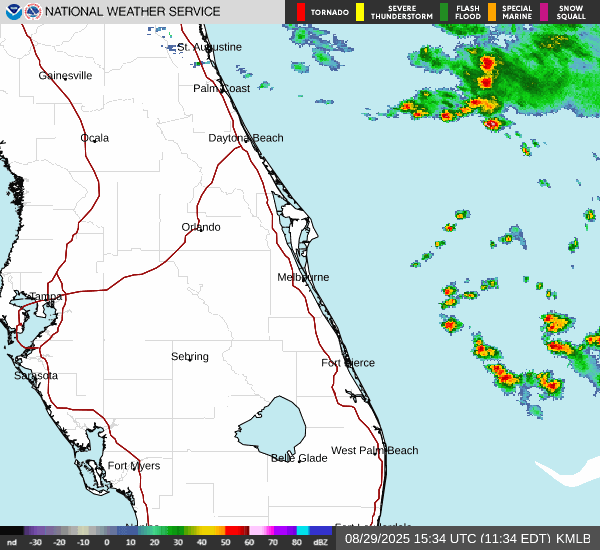 NATIONAL WEATHER SERVICE
TORNADO
SEVERE
THUNDERSTORM
FLASH
FLOOD
SPECIAL
MARINE
SNOW
SQUALL
St. Augustine
Gainesville
Palm Coast
Ocala
Daytona Beach
Orlando
Melbourne
Tampa
Sebring
Fort Pierce
Sarasota
West Palm Beach
Belle Glade
Fort Myers
nd -30 -20 -10 0 10 20 30 40 50 60 70 80 dBZ
08/29/2025 15:34 UTC (11:34 EDT) KMLB